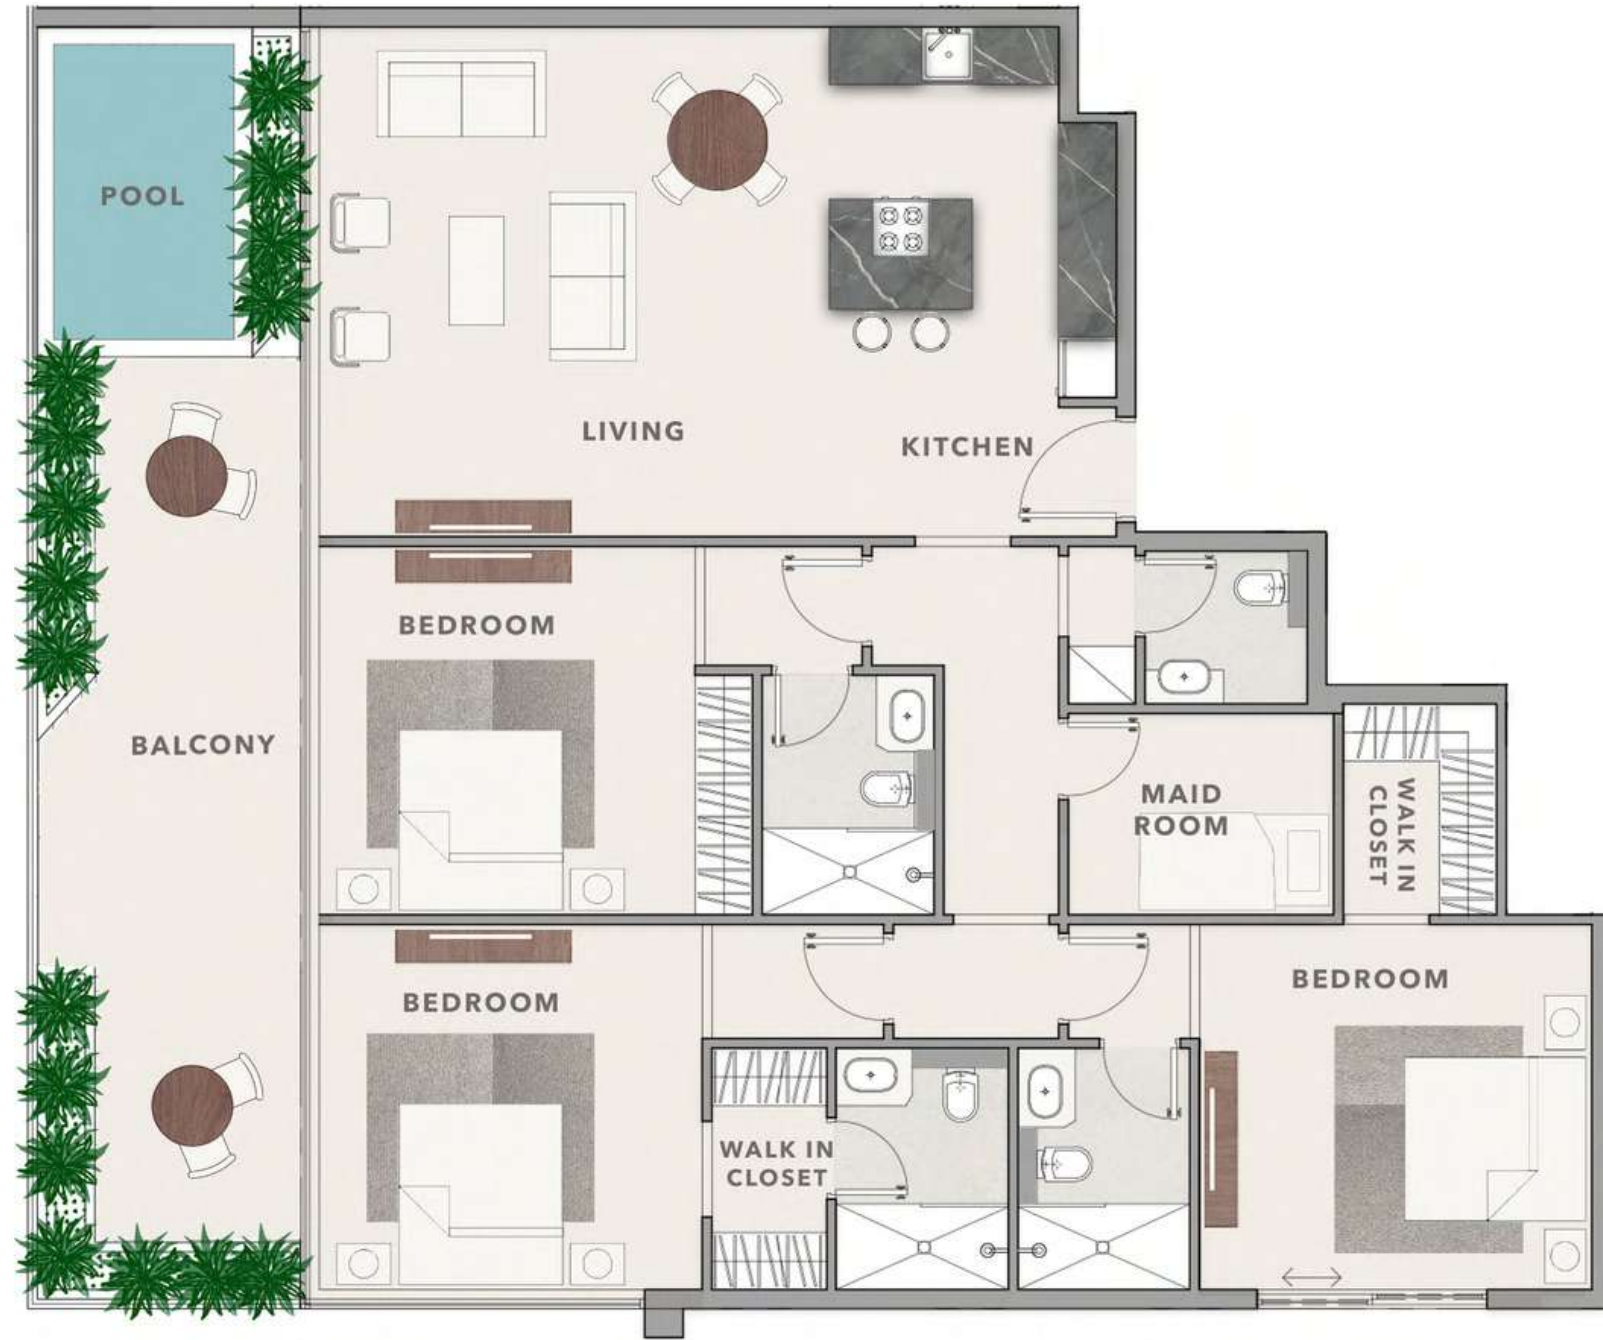 POOL
LIVING
KITCHEN
BEDROOM
BALCONY
MAID
ROOM
WALK IN
CLOSET
BEDROOM
BEDROOM
WALK IN
CLOSET